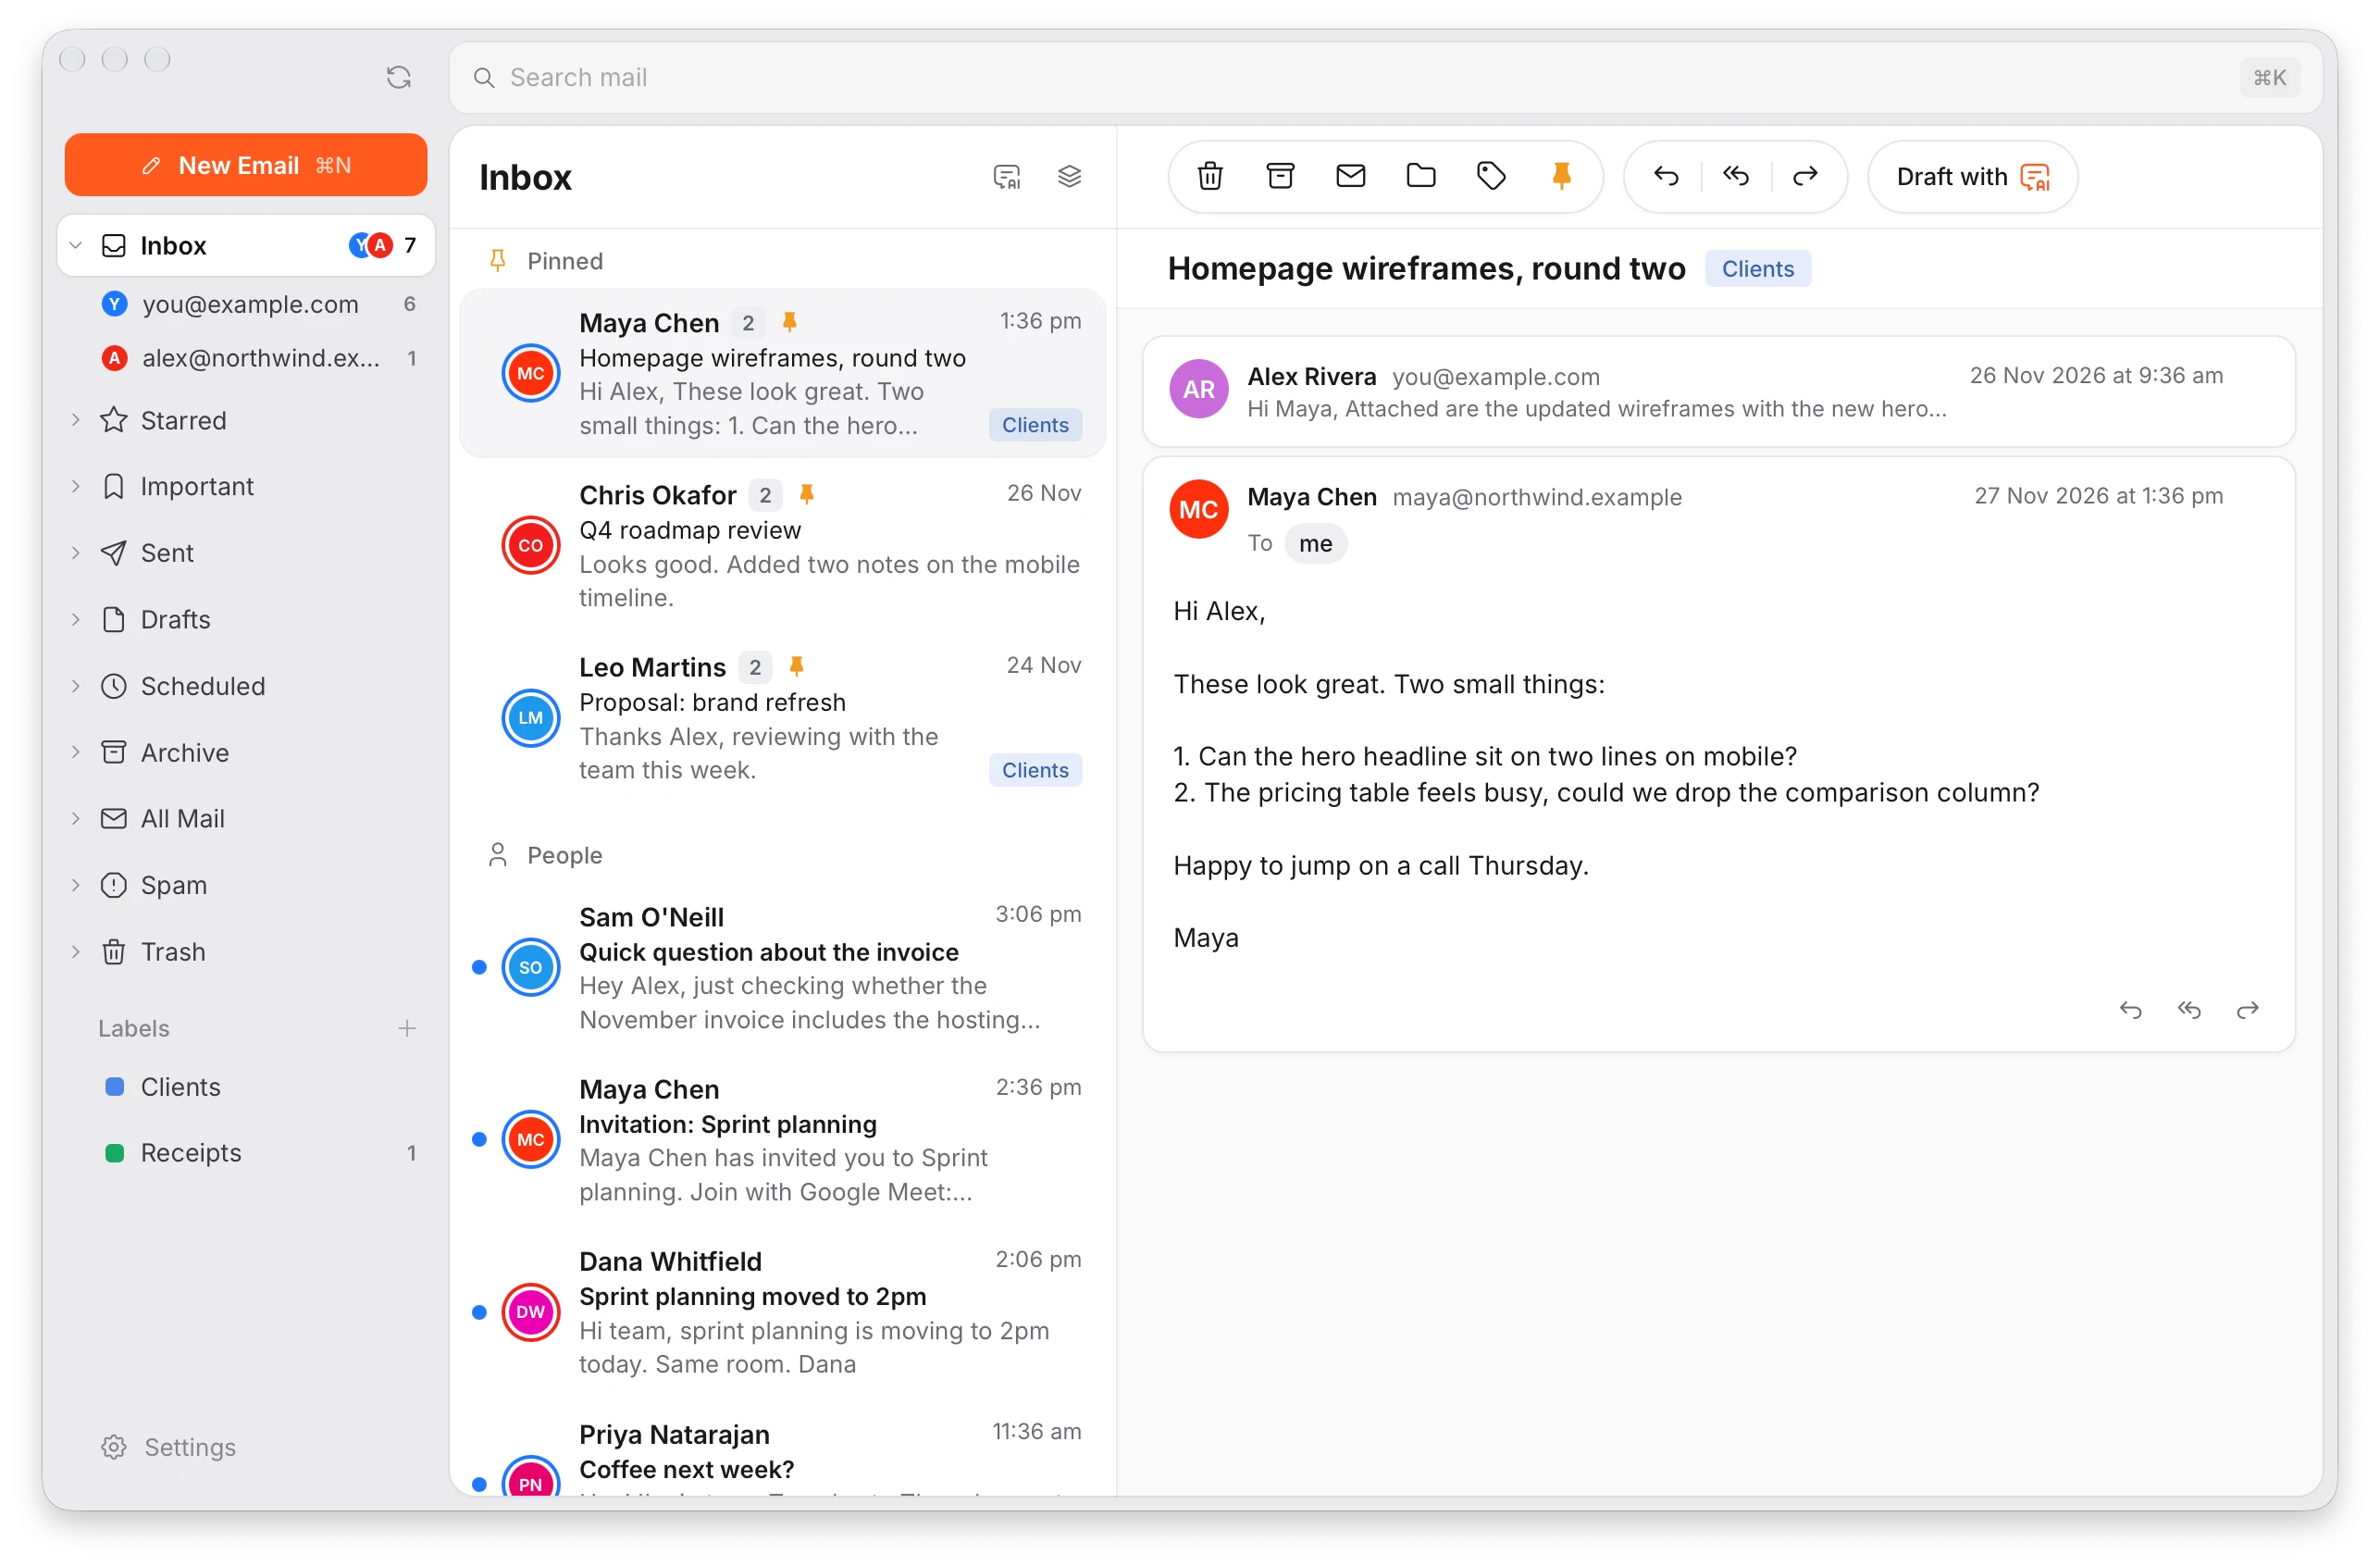 Search mail
⌘K
New Email ⌘N
Inbox
Y A 7
Y you@example.com 6
A alex@northwind.ex... 1
Starred
Important
Sent
Drafts
Scheduled
Archive
All Mail
Spam
Trash
Labels
Clients
Receipts 1
Settings
Inbox
AI
Pinned
Maya Chen 2 1:36 pm
MC
Homepage wireframes, round two
Hi Alex, These look great. Two
small things: 1. Can the hero...
Clients
Chris Okafor 2 26 Nov
CO
Q4 roadmap review
Looks good. Added two notes on the mobile
timeline.
Leo Martins 2 24 Nov
LM
Proposal: brand refresh
Thanks Alex, reviewing with the
team this week.
Clients
People
Sam O'Neill 3:06 pm
SO
Quick question about the invoice
Hey Alex, just checking whether the
November invoice includes the hosting...
Maya Chen 2:36 pm
MC
Invitation: Sprint planning
Maya Chen has invited you to Sprint
planning. Join with Google Meet:...
Dana Whitfield 2:06 pm
DW
Sprint planning moved to 2pm
Hi team, sprint planning is moving to 2pm
today. Same room. Dana
Priya Natarajan 11:36 am
PN
Coffee next week?
Draft with AI
Homepage wireframes, round two Clients
AR
Alex Rivera you@example.com 26 Nov 2026 at 9:36 am
Hi Maya, Attached are the updated wireframes with the new hero...
MC
Maya Chen maya@northwind.example 27 Nov 2026 at 1:36 pm
To me
Hi Alex,
These look great. Two small things:
1. Can the hero headline sit on two lines on mobile?
2. The pricing table feels busy, could we drop the comparison column?
Happy to jump on a call Thursday.
Maya